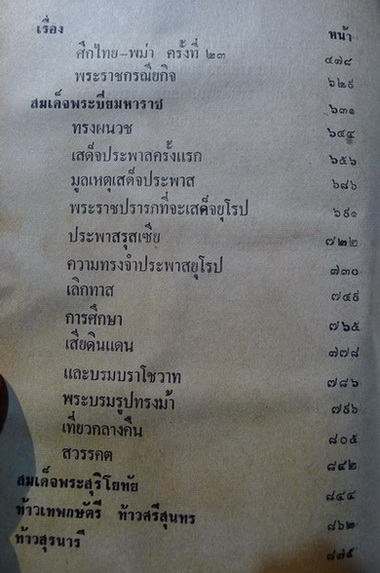 เรื่อง หน้า
ศึกไทย-พม่า ครั้งที่ ๒๓ ๔๗๘
พระราชกรณียกิจ ๖๒๙
สมเด็จพระปิยมหาราช ๖๓๑
ทรงผนวช ๖๔๔
เสด็จประพาสครั้งแรก ๖๕๖
มูลเหตุเสด็จประพาส ๖๘๖
พระราชปรารภที่จะเสด็จยุโรป ๖๙๑
ประพาสรุสเซีย ๗๒๒
ความทรงจำประพาสยุโรป ๗๓๐
เลิกทาส ๗๔๙
การศึกษา ๗๖๕
เสียดินแดน ๗๗๘
และบรมบราโชวาท ๗๘๖
พระบรมรูปทรงม้า ๗๙๖
เที่ยวกลางคืน ๘๐๕
สวรรคต ๘๔๒
สมเด็จพระสุริโยทัย ๘๔๔
ท้าวเทพกษัตรี ท้าวศรีสุนทร ๘๖๒
ท้าวสุรนารี ๘๗๕